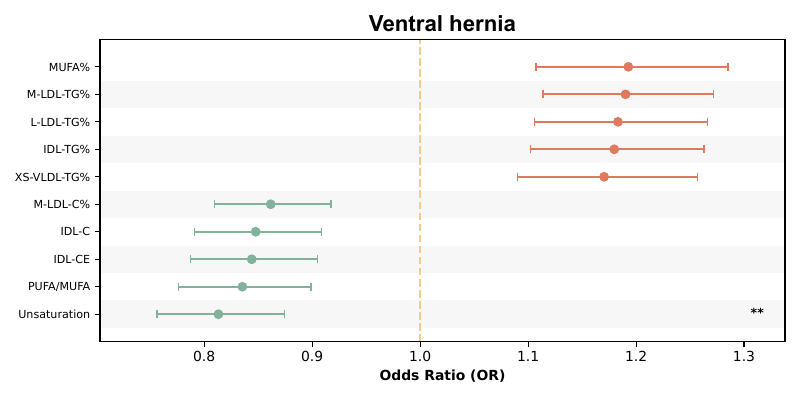 Ventral hernia
MUFA%
M-LDL-TG%
L-LDL-TG%
IDL-TG%
XS-VLDL-TG%
M-LDL-C%
IDL-C
IDL-CE
PUFA/MUFA
Unsaturation **
0.8 0.9 1.0 1.1 1.2 1.3
Odds Ratio (OR)